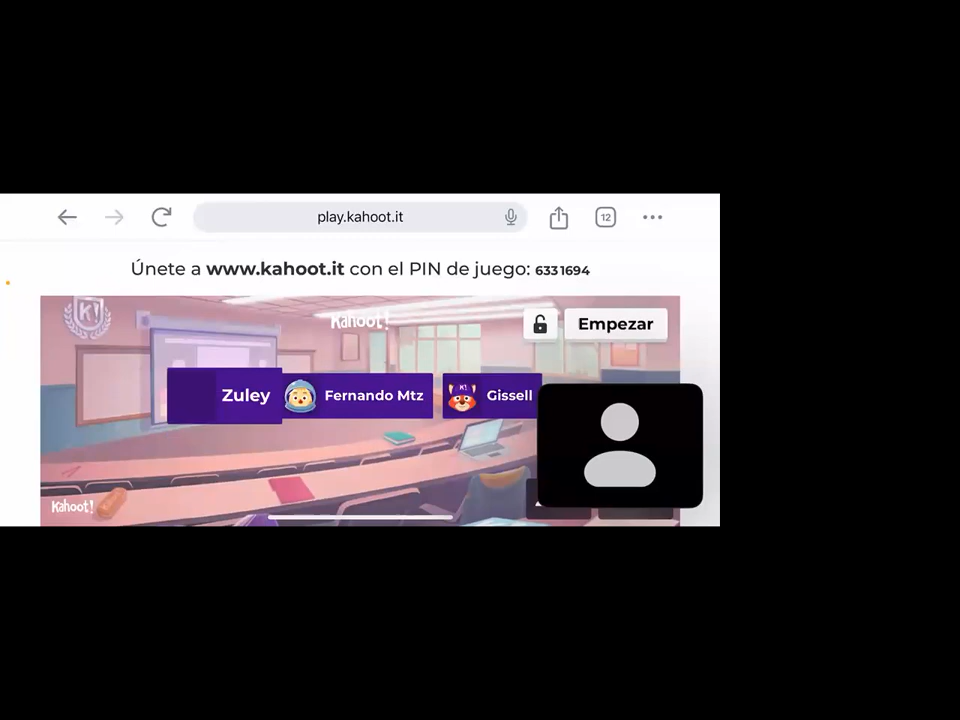 play.kahoot.it
12
Únete a www.kahoot.it con el PIN de juego: 6331694
K!
Kahoot!
Empezar
Zuley
Fernando Mtz
K!
Gissell
Kahoot!